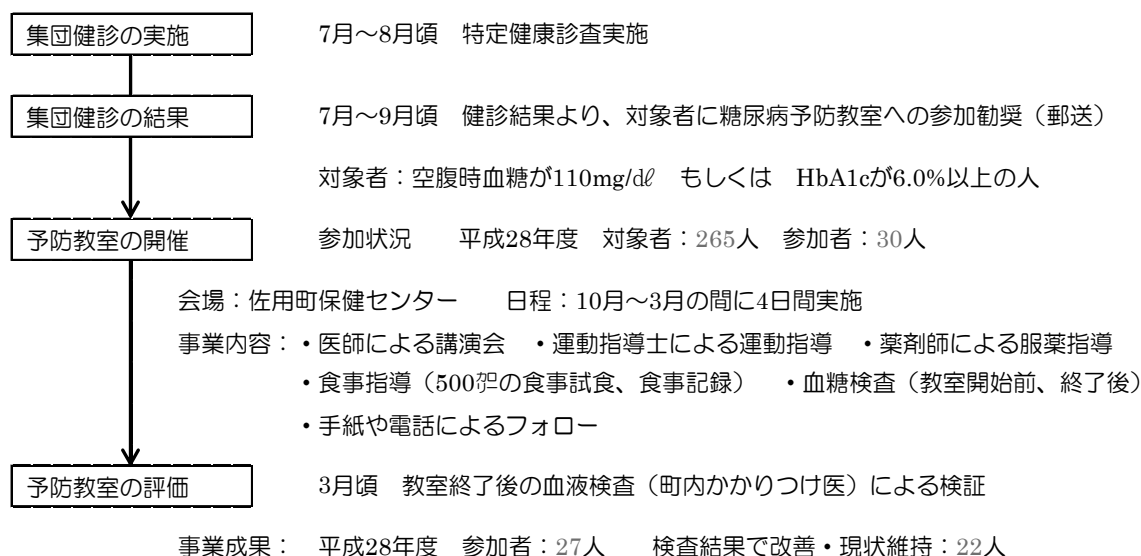 集団健診の実施　7月～8月頃　特定健康診査実施
集団健診の結果　7月～9月頃　健診結果より、対象者に糖尿病予防教室への参加勧奨（郵送）
対象者：空腹時血糖が110mg/㎗　もしくは　HbA1cが6.0%以上の人
予防教室の開催　参加状況　平成28年度　対象者：265人　参加者：30人
会場：佐用町保健センター　日程：10月～3月の間に4日間実施
事業内容：・医師による講演会　・運動指導士による運動指導　・薬剤師による服薬指導
・食事指導（500㌍の食事試食、食事記録）　・血糖検査（教室開始前、終了後）
・手紙や電話によるフォロー
予防教室の評価　3月頃　教室終了後の血液検査（町内かかりつけ医）による検証
事業成果：　平成28年度　参加者：27人　検査結果で改善・現状維持：22人